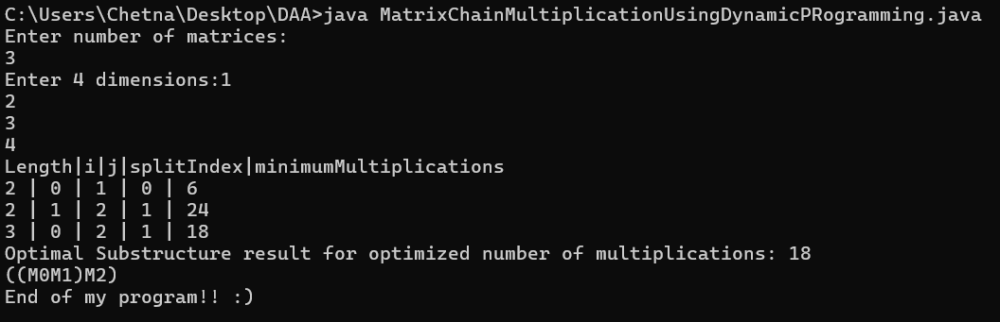 C:\Users\Chetna\Desktop\DAA>java MatrixChainMultiplicationUsingDynamicPRogramming.java
Enter number of matrices:
3
Enter 4 dimensions:1
2
3
4
Length|i|j|splitIndex|minimumMultiplications
2 | 0 | 1 | 0 | 6
2 | 1 | 2 | 1 | 24
3 | 0 | 2 | 1 | 18
Optimal Substructure result for optimized number of multiplications: 18
((M0M1)M2)
End of my program!! :)